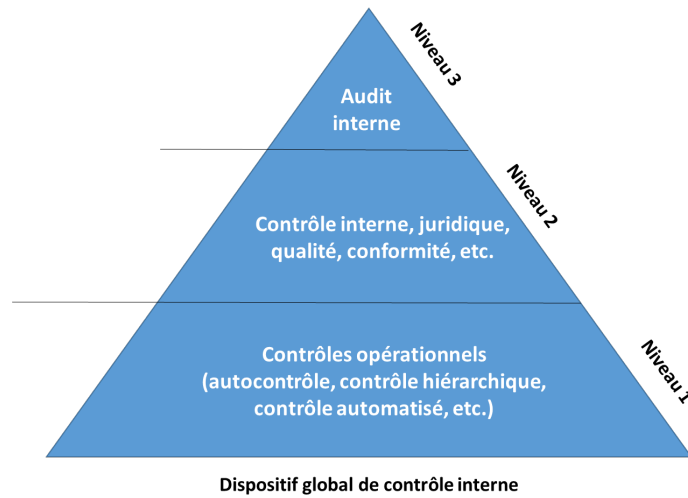 Niveau 3
Audit
interne
Niveau 2
Contrôle interne, juridique,
qualité, conformité, etc.
Niveau 1
Contrôles opérationnels
(autocontrôle, contrôle hiérarchique,
contrôle automatisé, etc.)
Dispositif global de contrôle interne